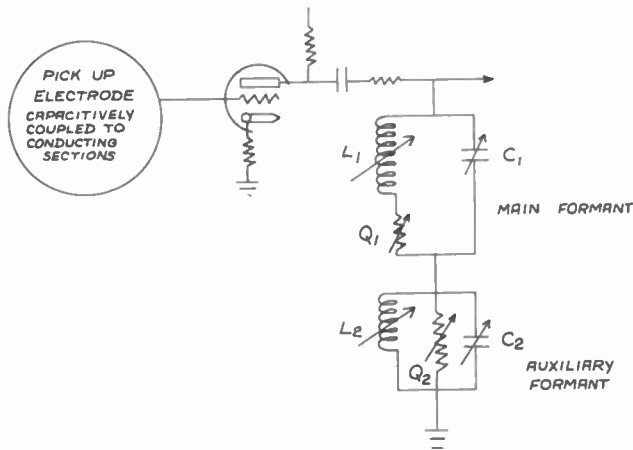 PICK UP
ELECTRODE
CAPACITIVELY
COUPLED TO
CONDUCTING
SECTIONS
L1
C1
MAIN FORMANT
Q1
L2
C2
Q2
AUXILIARY
FORMANT